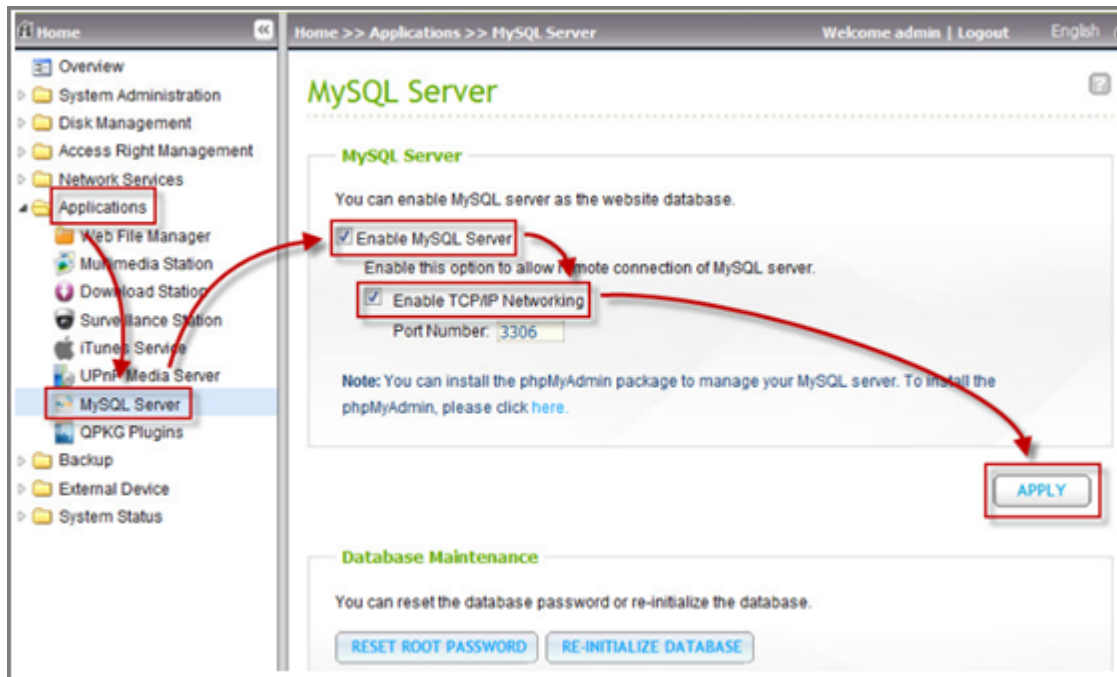 Home
Home >> Applications >> MySQL Server
Welcome admin | Logout
English
Overview
System Administration
Disk Management
Access Right Management
Network Services
Applications
Web File Manager
Multimedia Station
Download Station
Surveillance Station
iTunes Service
UPnP Media Server
MySQL Server
QPKG Plugins
Backup
External Device
System Status
MySQL Server
MySQL Server
You can enable MySQL server as the website database.
Enable MySQL Server
Enable this option to allow remote connection of MySQL server.
Enable TCP/IP Networking
Port Number: 3306
Note: You can install the phpMyAdmin package to manage your MySQL server. To install the
phpMyAdmin, please click here.
APPLY
Database Maintenance
You can reset the database password or re-initialize the database.
RESET ROOT PASSWORD
RE-INITIALIZE DATABASE